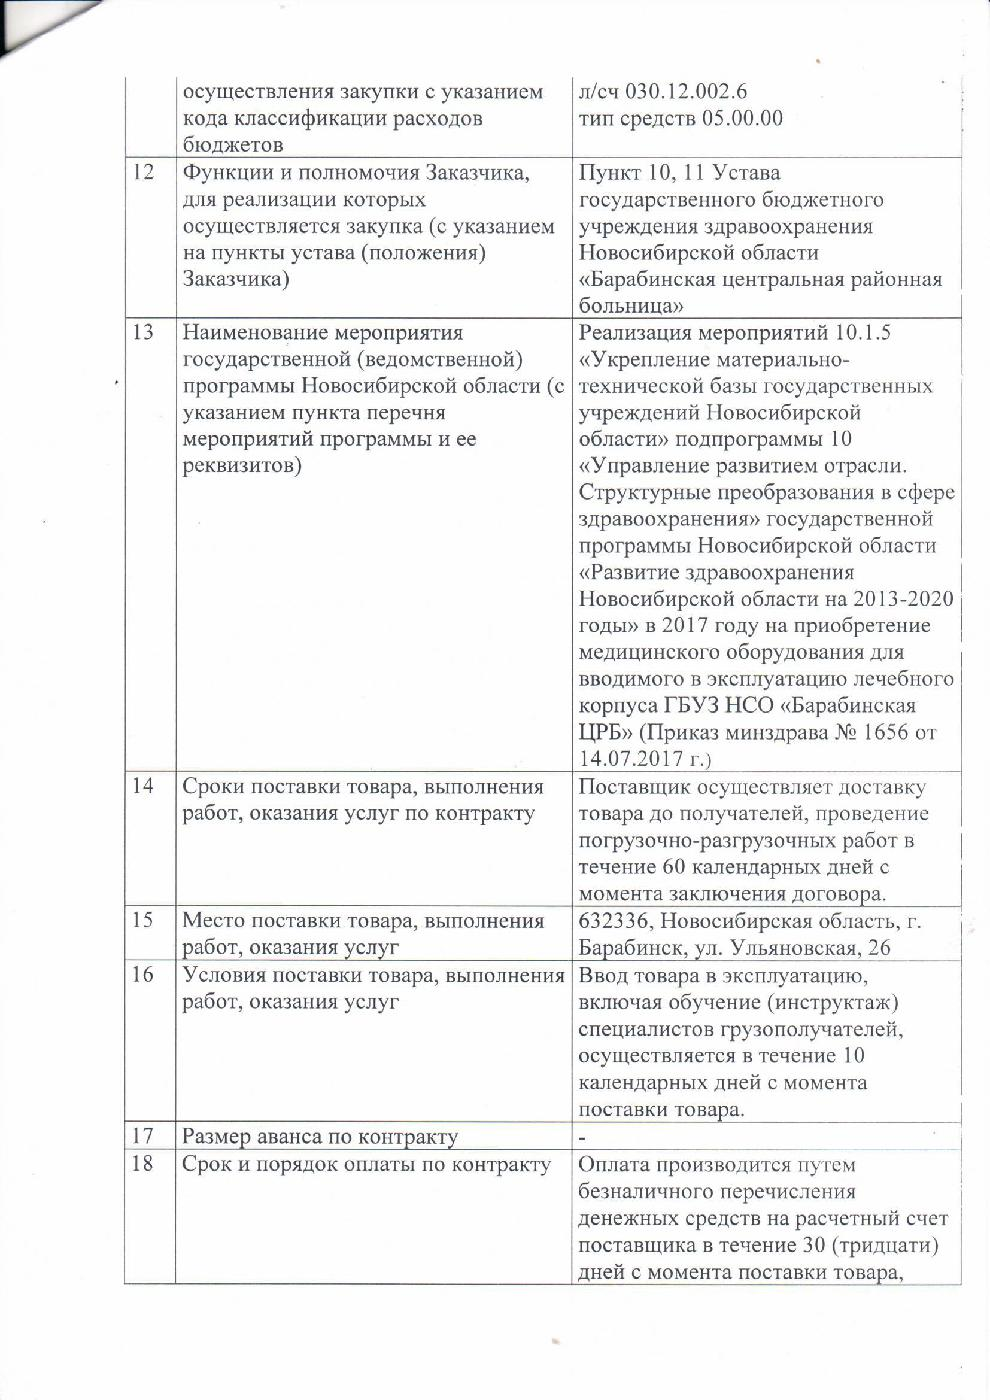 осуществления закупки с указанием
кода классификации расходов
бюджетов
л/сч 030.12.002.6
тип средств 05.00.00
12
Функции и полномочия Заказчика,
для реализации которых
осуществляется закупка (с указанием
на пункты устава (положения)
Заказчика)
Пункт 10, 11 Устава
государственного бюджетного
учреждения здравоохранения
Новосибирской области
«Барабинская центральная районная
больница»
13
Наименование мероприятия
государственной (ведомственной)
программы Новосибирской области (с
указанием пункта перечня
мероприятий программы и ее
реквизитов)
Реализация мероприятий 10.1.5
«Укрепление материально-
технической базы государственных
учреждений Новосибирской
области» подпрограммы 10
«Управление развитием отрасли.
Структурные преобразования в сфере
здравоохранения» государственной
программы Новосибирской области
«Развитие здравоохранения
Новосибирской области на 2013-2020
годы» в 2017 году на приобретение
медицинского оборудования для
вводимого в эксплуатацию лечебного
корпуса ГБУЗ НСО «Барабинская
ЦРБ» (Приказ минздрава № 1656 от
14.07.2017 г.)
14
Сроки поставки товара, выполнения
работ, оказания услуг по контракту
Поставщик осуществляет доставку
товара до получателей, проведение
погрузочно-разгрузочных работ в
течение 60 календарных дней с
момента заключения договора.
15
Место поставки товара, выполнения
работ, оказания услуг
632336, Новосибирская область, г.
Барабинск, ул. Ульяновская, 26
16
Условия поставки товара, выполнения
работ, оказания услуг
Ввод товара в эксплуатацию,
включая обучение (инструктаж)
специалистов грузополучателей,
осуществляется в течение 10
календарных дней с момента
поставки товара.
17
Размер аванса по контракту
-
18
Срок и порядок оплаты по контракту
Оплата производится путем
безналичного перечисления
денежных средств на расчетный счет
поставщика в течение 30 (тридцати)
дней с момента поставки товара,